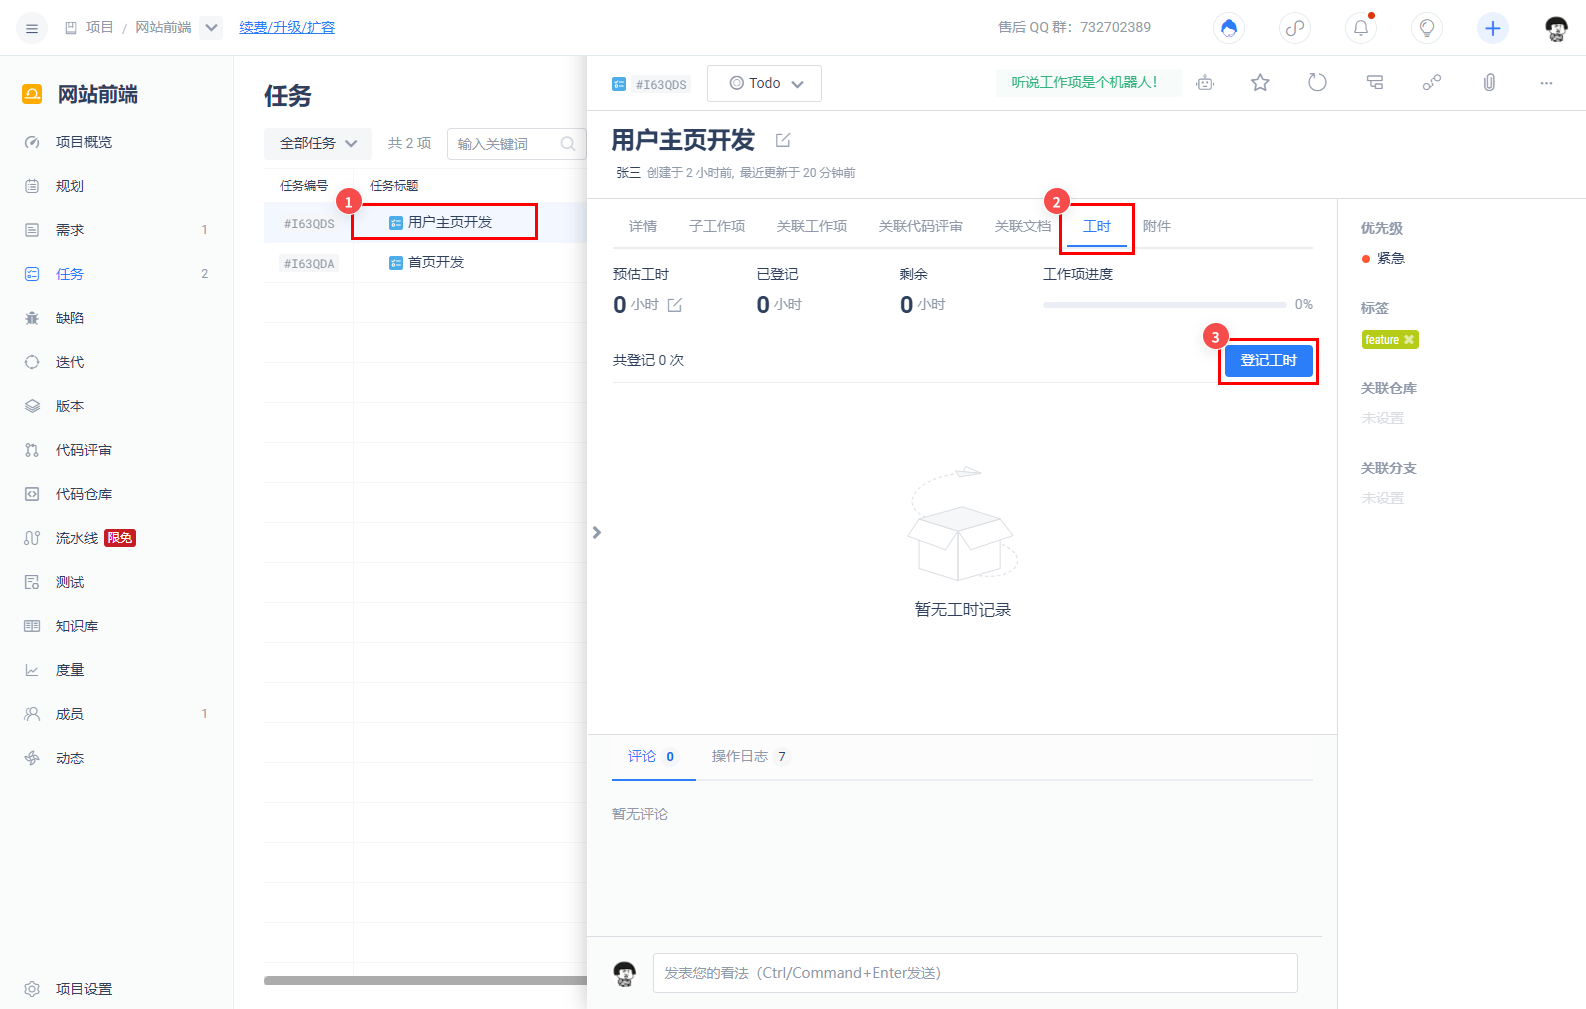 项目 / 网站前端
续费/升级/扩容
售后 QQ 群：732702389
网站前端
项目概览
规划
需求 1
任务 2
缺陷
迭代
版本
代码评审
代码仓库
流水线 限免
测试
知识库
度量
成员 1
动态
项目设置
任务
全部任务
共 2 项
输入关键词
任务编号 任务标题
1
#I63QDS 用户主页开发
#I63QDA 首页开发
#I63QDS
Todo
听说工作项是个机器人！
用户主页开发
张三 创建于 2 小时前, 最近更新于 20 分钟前
2
详情 子工作项 关联工作项 关联代码评审 关联文档 工时 附件
预估工时 已登记 剩余 工作项进度
0 小时 0 小时 0 小时 0%
3
共登记 0 次 登记工时
暂无工时记录
评论 0 操作日志 7
暂无评论
发表您的看法（Ctrl/Command+Enter发送）
优先级
紧急
标签
feature
关联仓库
未设置
关联分支
未设置